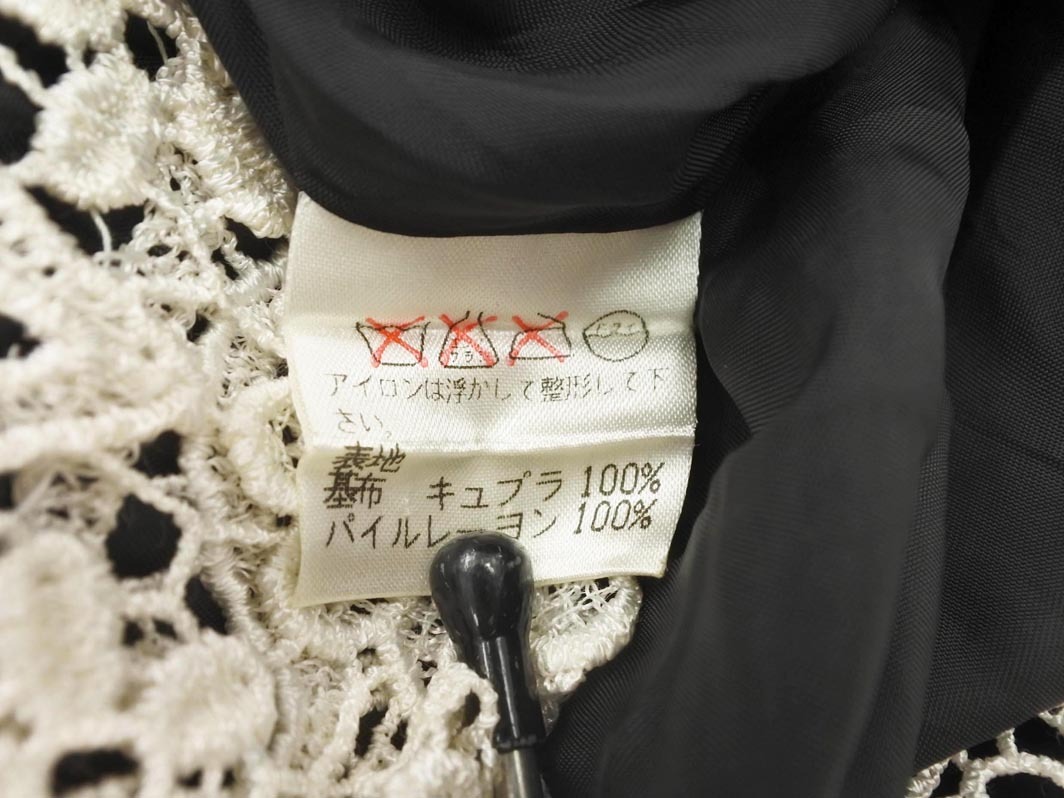 アイロンは浮かして整形して下
さい。
表地
基布 キュプラ 100%
パイルレーヨン 100%